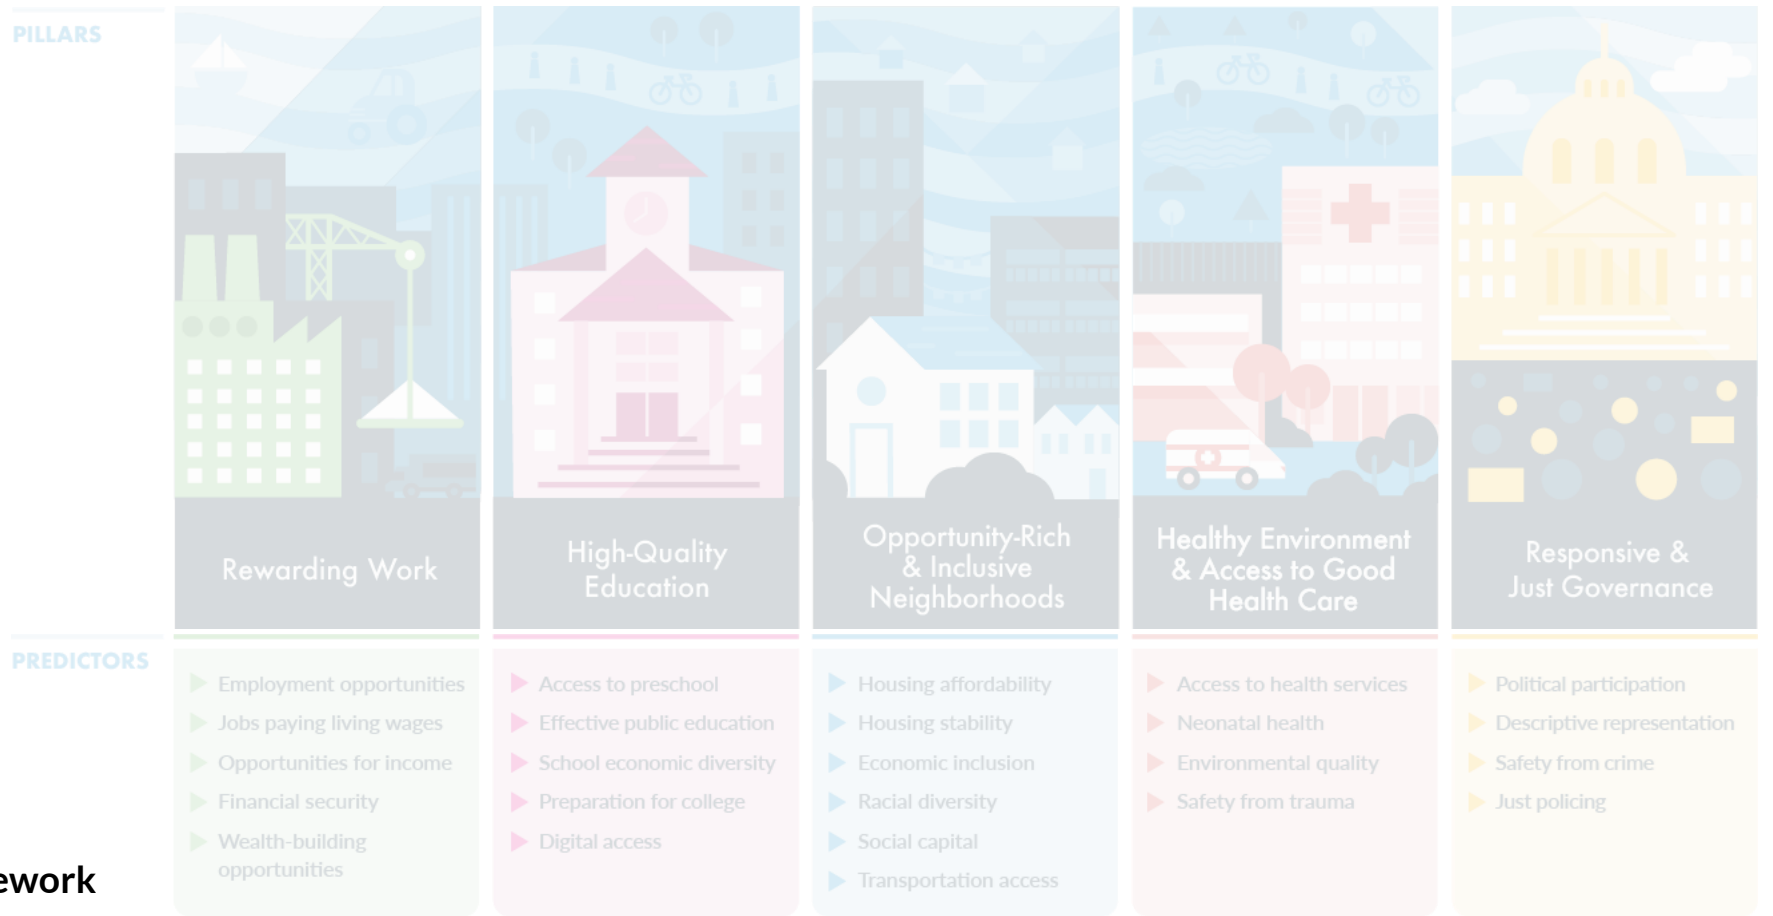 PILLARS
Rewarding Work
High-Quality
Education
Opportunity-Rich
& Inclusive
Neighborhoods
Healthy Environment
& Access to Good
Health Care
Responsive &
Just Governance
PREDICTORS
Employment opportunities
Jobs paying living wages
Opportunities for income
Financial security
Wealth-building
opportunities
Access to preschool
Effective public education
School economic diversity
Preparation for college
Digital access
Housing affordability
Housing stability
Economic inclusion
Racial diversity
Social capital
Transportation access
Access to health services
Neonatal health
Environmental quality
Safety from trauma
Political participation
Descriptive representation
Safety from crime
Just policing
ework